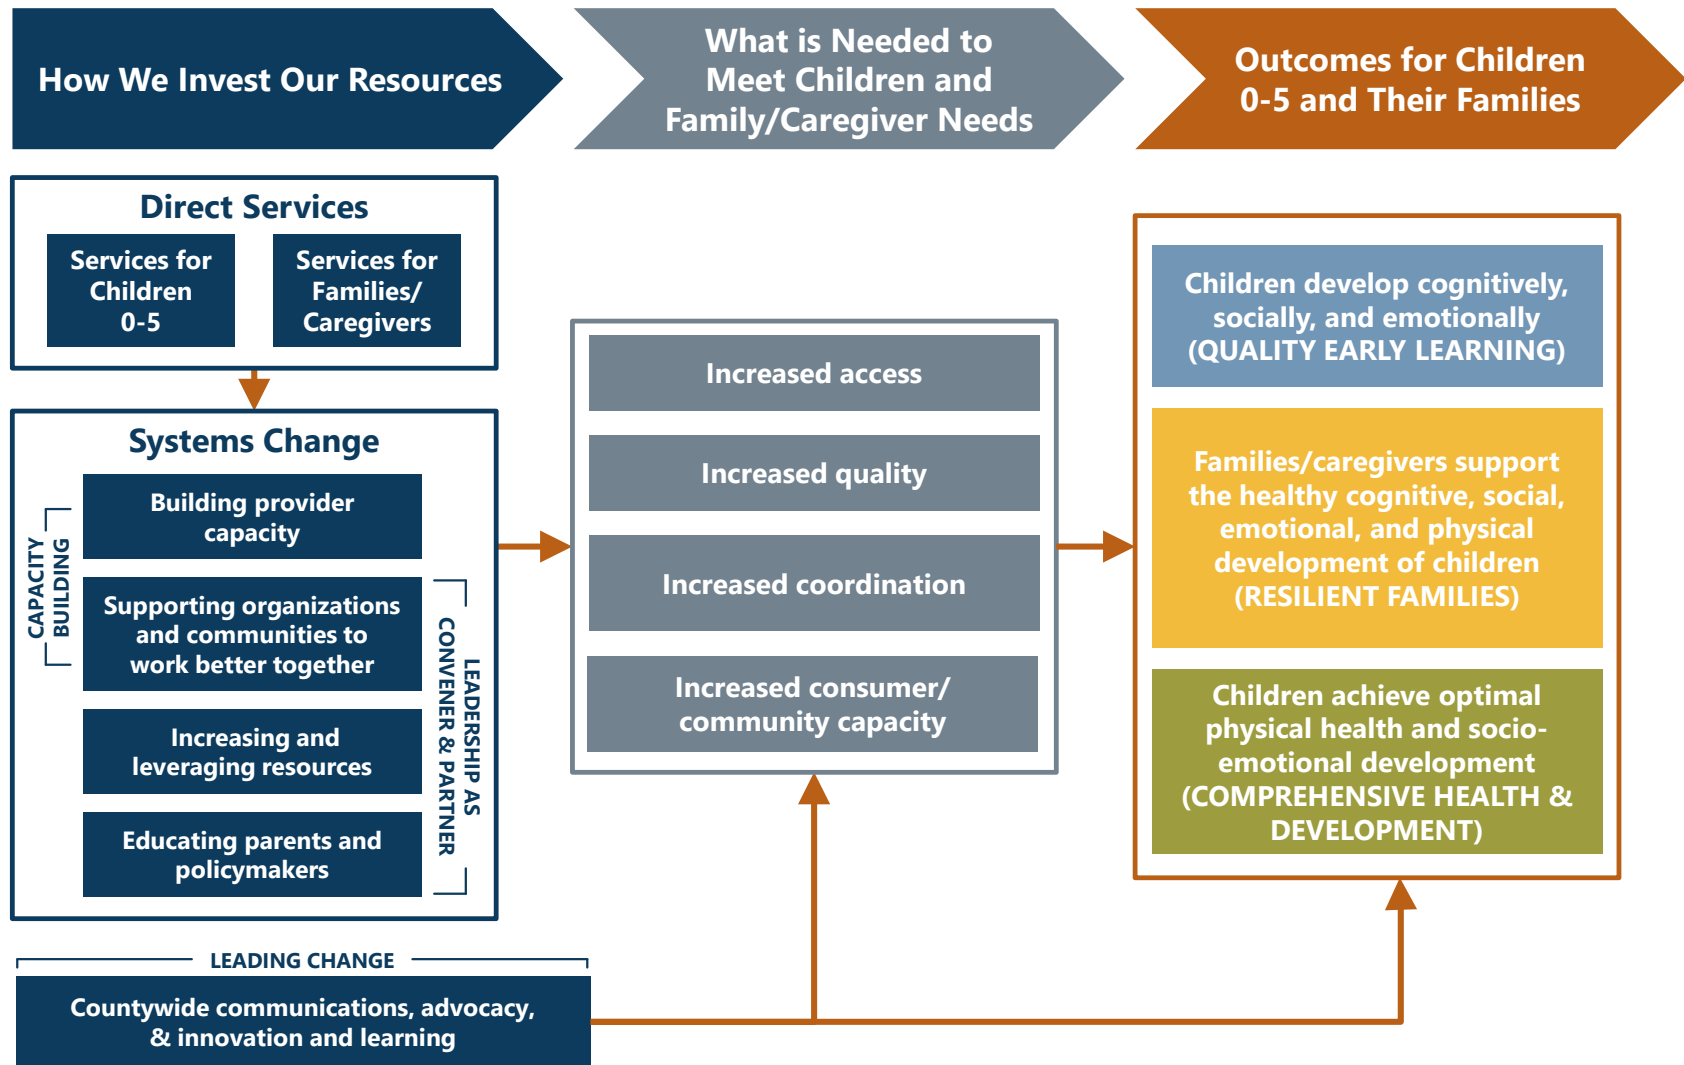 How We Invest Our Resources
What is Needed to
Meet Children and
Family/Caregiver Needs
Outcomes for Children
0-5 and Their Families
Direct Services
Services for
Children
0-5
Services for
Families/
Caregivers
Systems Change
CAPACITY
BUILDING
Building provider
capacity
Supporting organizations
and communities to
work better together
Increasing and
leveraging resources
Educating parents and
policymakers
LEADERSHIP AS
CONVENER & PARTNER
LEADING CHANGE
Countywide communications, advocacy,
& innovation and learning
Increased access
Increased quality
Increased coordination
Increased consumer/
community capacity
Children develop cognitively,
socially, and emotionally
(QUALITY EARLY LEARNING)
Families/caregivers support
the healthy cognitive, social,
emotional, and physical
development of children
(RESILIENT FAMILIES)
Children achieve optimal
physical health and socio-
emotional development
(COMPREHENSIVE HEALTH &
DEVELOPMENT)